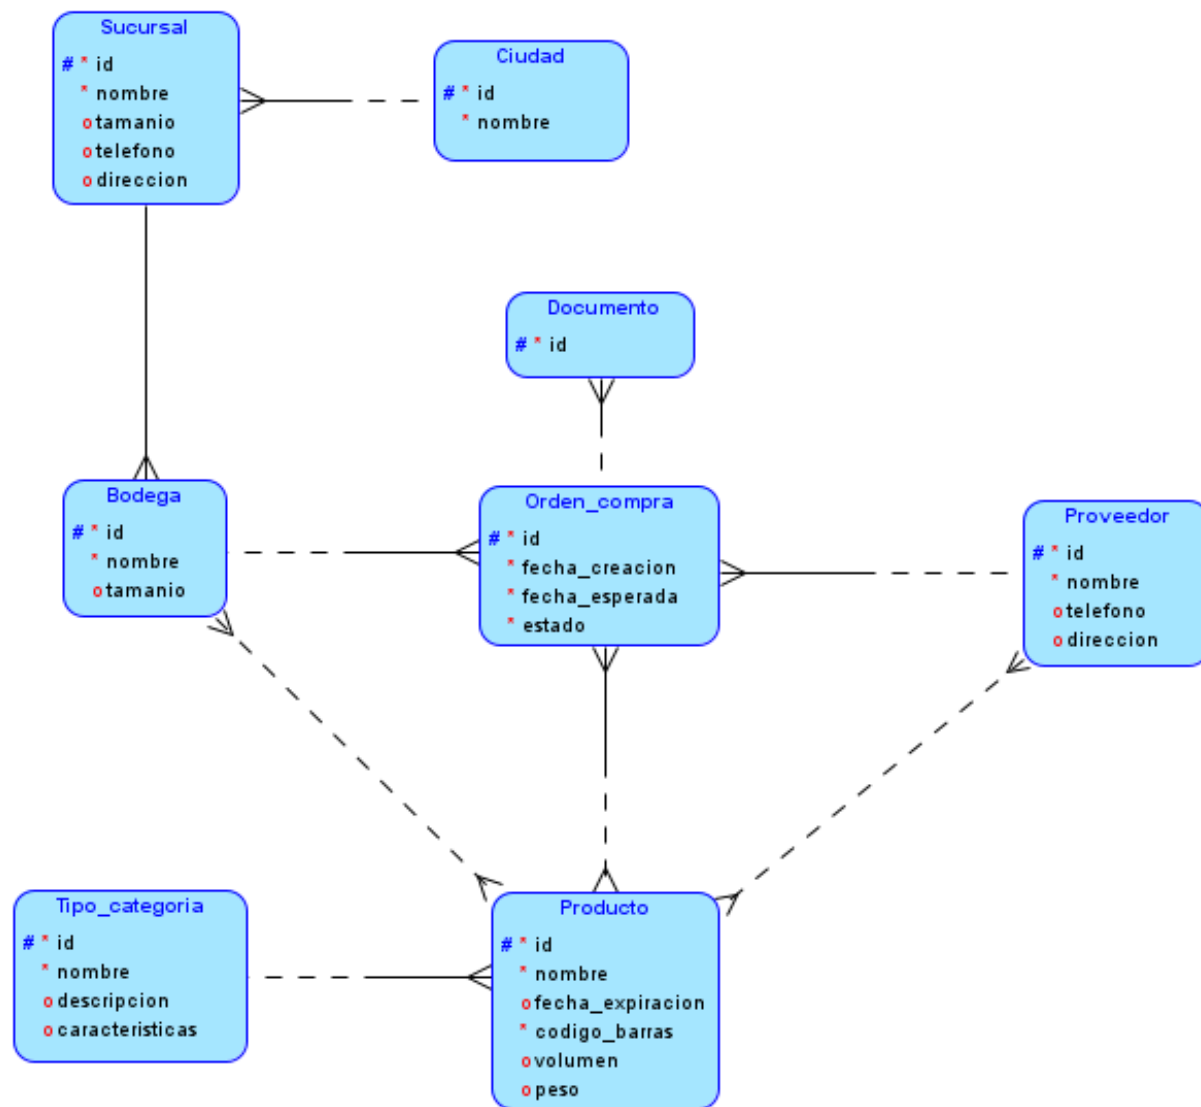 Sucursal
# * id
* nombre
o tamanio
o telefono
o direccion
Ciudad
# * id
* nombre
Documento
# * id
Bodega
# * id
* nombre
o tamanio
Orden_compra
# * id
* fecha_creacion
* fecha_esperada
* estado
Proveedor
# * id
* nombre
o telefono
o direccion
Tipo_categoria
# * id
* nombre
o descripcion
o caracteristicas
Producto
# * id
* nombre
o fecha_expiracion
* codigo_barras
o volumen
o peso